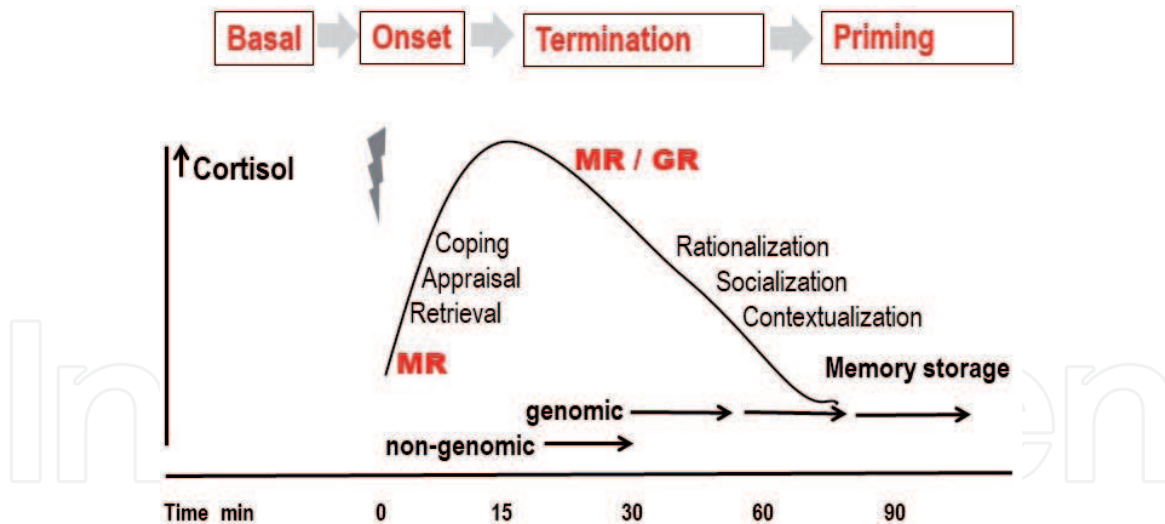 Basal Onset Termination Priming
↑ Cortisol
MR / GR
Coping
Appraisal
Retrieval
Rationalization
Socialization
Contextualization
MR
Memory storage
genomic
non-genomic
Time min 0 15 30 60 90